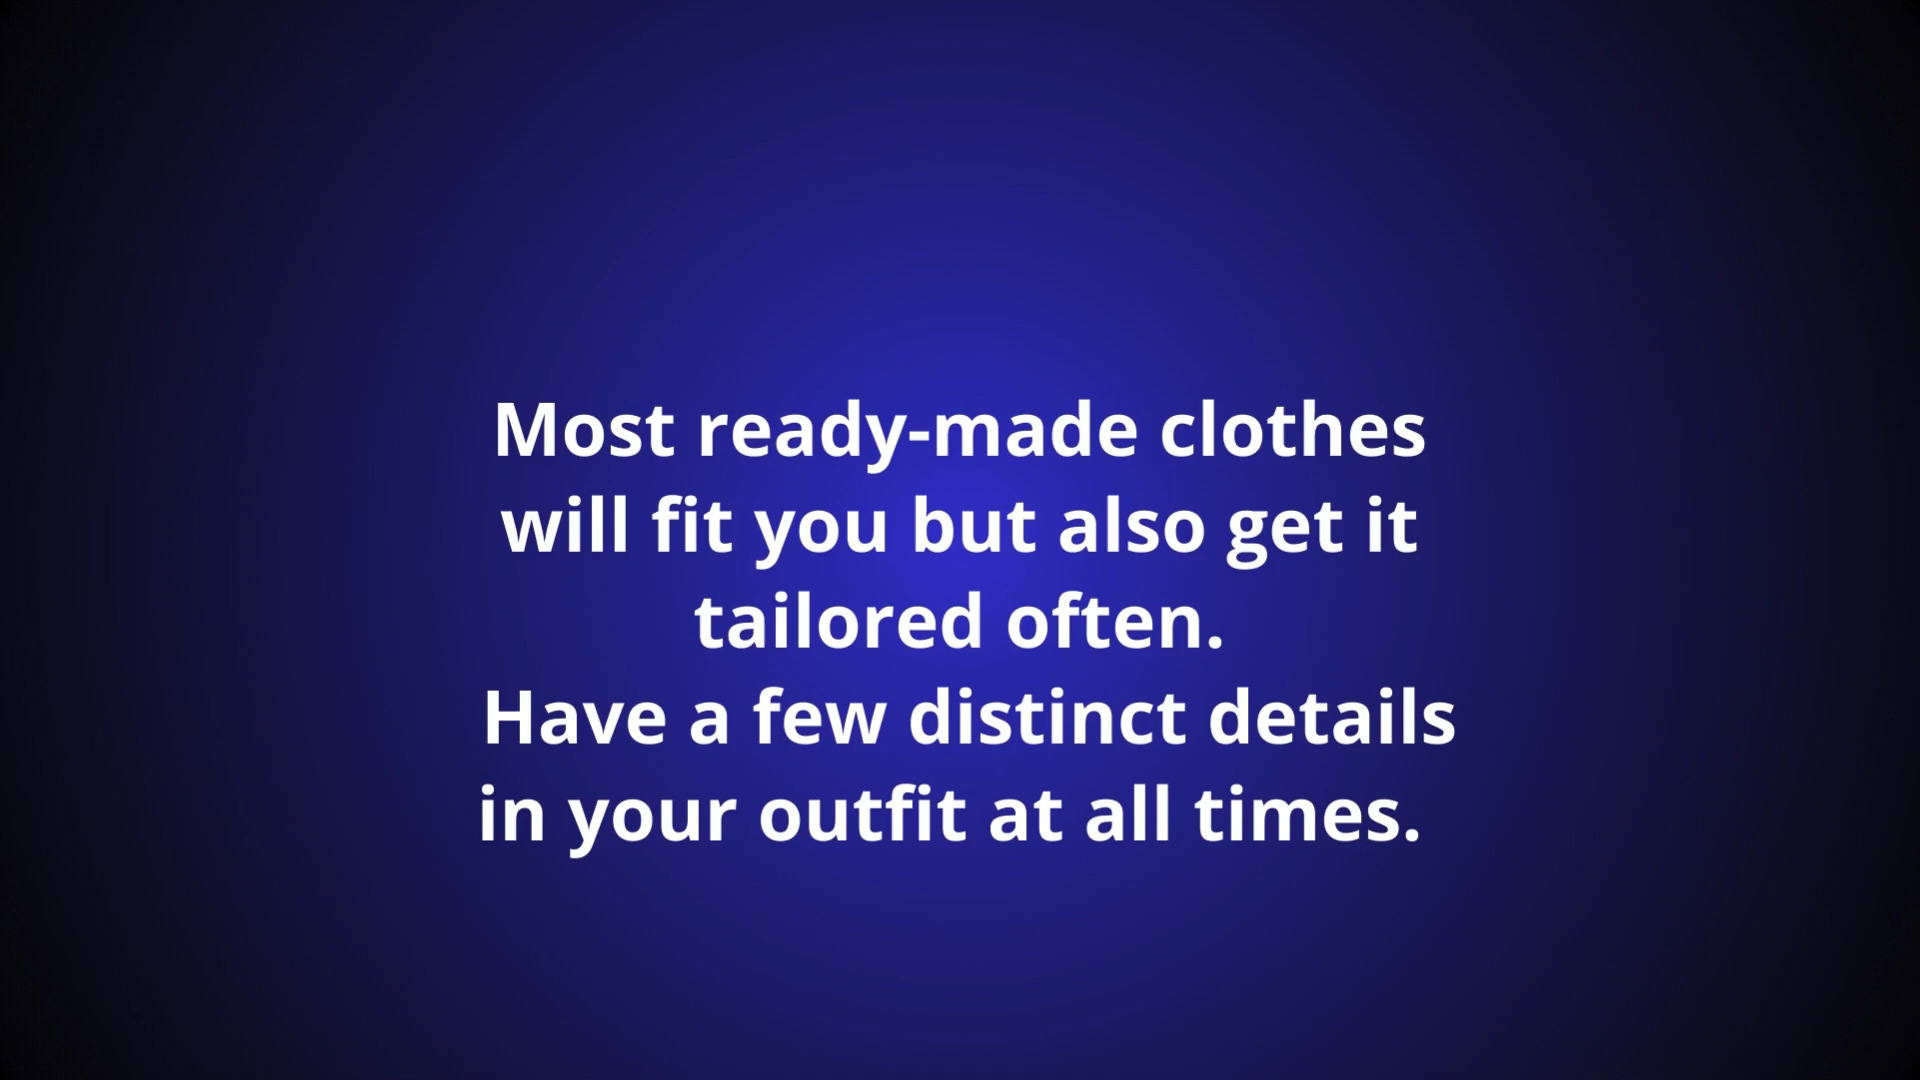 Most ready-made clothes
will fit you but also get it
tailored often.
Have a few distinct details
in your outfit at all times.